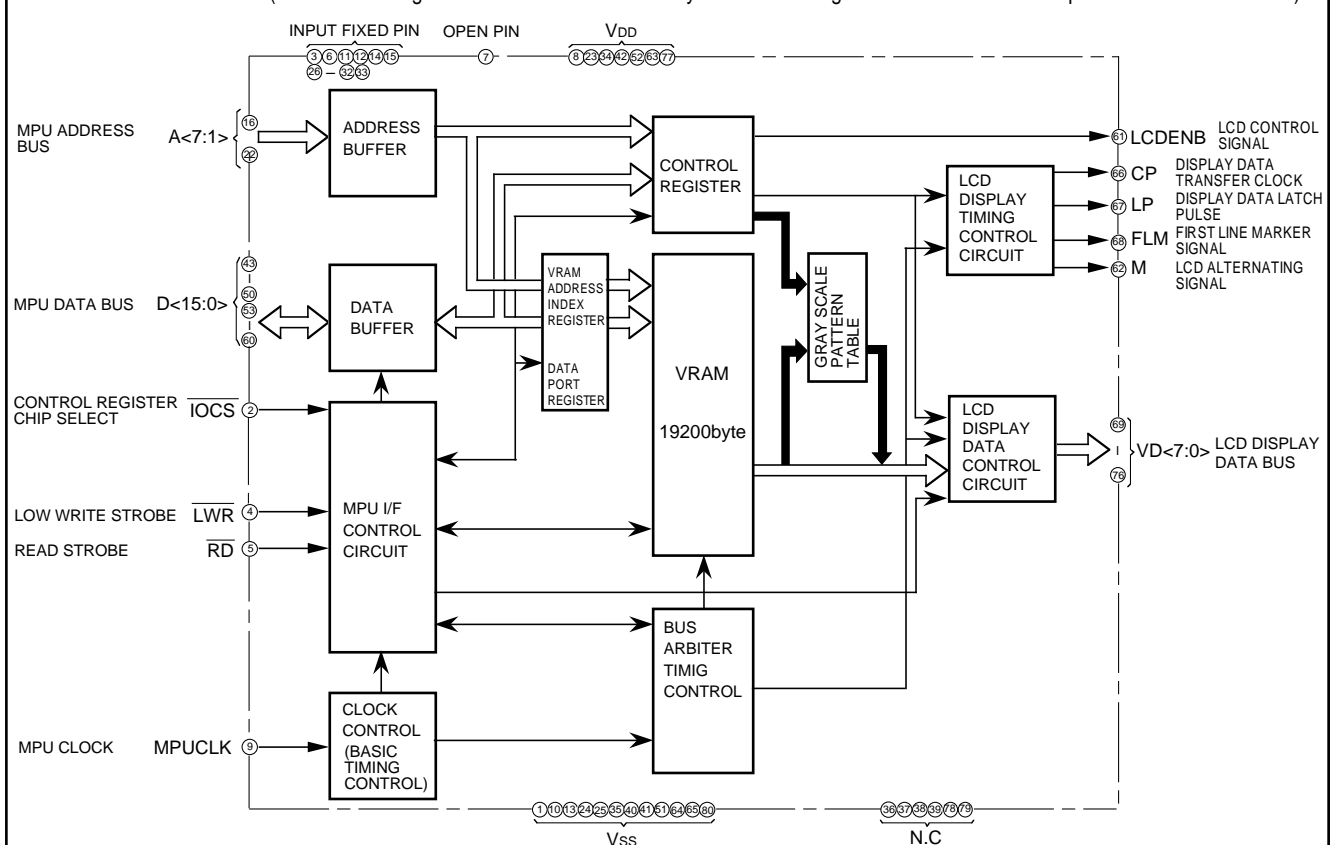 INPUT FIXED PIN OPEN PIN VDD
3 6 11 12 14 15 7 8 23 34 42 52 63 77
26 – 32 33
MPU ADDRESS
BUS
A<7:1>
16
22
ADDRESS
BUFFER
CONTROL
REGISTER
61 LCDENB LCD CONTROL
SIGNAL
LCD
DISPLAY
TIMING
CONTROL
CIRCUIT
66 CP DISPLAY DATA
TRANSFER CLOCK
67 LP DISPLAY DATA LATCH
PULSE
68 FLM FIRST LINE MARKER
SIGNAL
62 M LCD ALTERNATING
SIGNAL
MPU DATA BUS D<15:0>
43
50
53
60
DATA
BUFFER
VRAM
ADDRESS
INDEX
REGISTER
DATA
PORT
REGISTER
VRAM
19200byte
GRAY SCALE
PATTERN
TABLE
CONTROL REGISTER
CHIP SELECT
IOCS 2
LOW WRITE STROBE LWR 4
READ STROBE RD 5
MPU I/F
CONTROL
CIRCUIT
LCD
DISPLAY
DATA
CONTROL
CIRCUIT
69
76
VD<7:0> LCD DISPLAY
DATA BUS
BUS
ARBITER
TIMIG
CONTROL
MPU CLOCK MPUCLK 9
CLOCK
CONTROL
(BASIC
TIMING
CONTROL)
1 10 13 24 25 35 40 41 51 64 65 80 36 37 38 39 78 79
VSS N.C